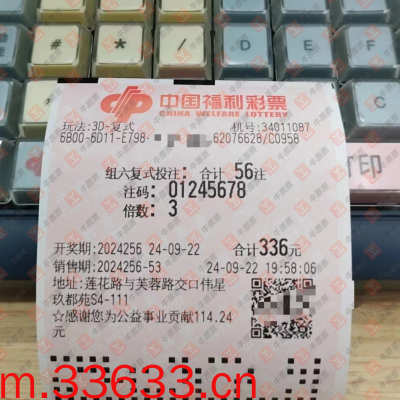 中国福利彩票
CHINA WELFARE LOTTERY
玩法:3D-复式 机号:34011087
6800-6D11-E798- 62076628/C0958
组六复式投注: 合计 56注
注码: 01245678
倍数: 3
开奖期:2024256 24-09-22 合计336元
销售期:2024256-53 24-09-22 19:58:06
地址:莲花路与芙蓉路交口伟星
玖都苑S4-111
☆感谢您为公益事业贡献114.24
元
m.33633.cn